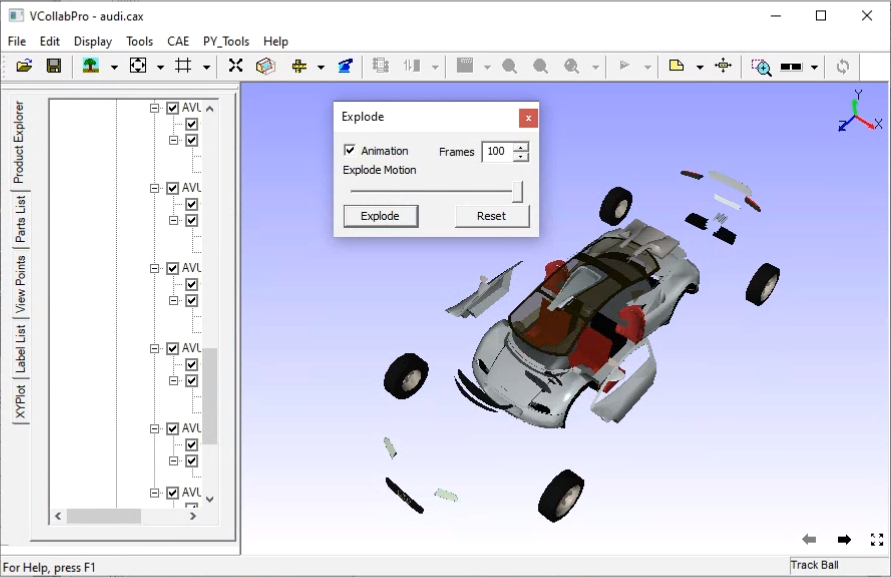 VCollabPro - audi.cax
File Edit Display Tools CAE PY_Tools Help
Product Explorer
Parts List
View Points
Label List
XYPlot
AVL
AVL
AVL
AVL
AVL
AVL
Explode
x
Animation Frames 100
Explode Motion
Explode Reset
Y
X
Z
For Help, press F1
Track Ball